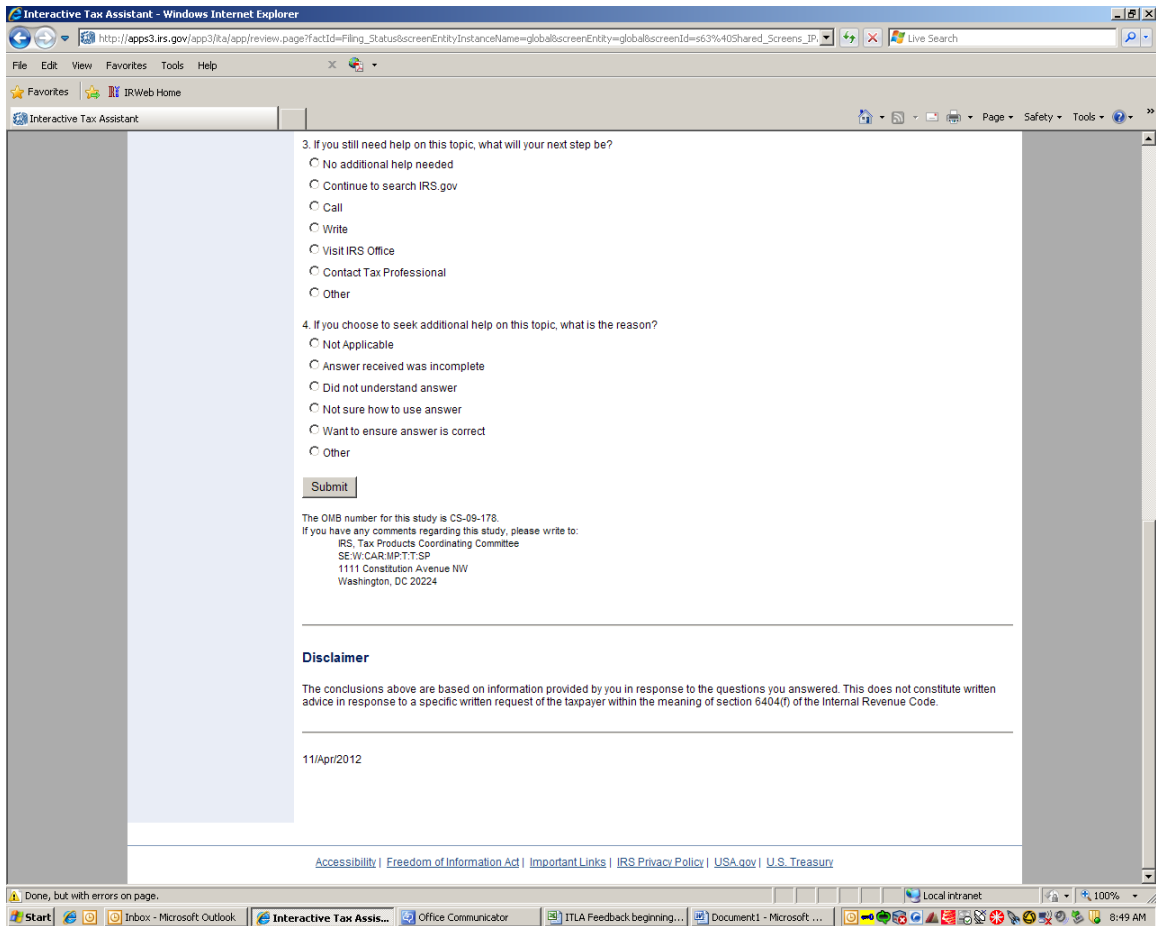 Interactive Tax Assistant - Windows Internet Explorer
http://apps3.irs.gov/app3/ita/app/review.page?factId=Filing_Status&screenEntityInstanceName=global&screenEntity=global&screenId=s63%40Shared_Screens_IP.
Live Search
File Edit View Favorites Tools Help
Favorites IRWeb Home
Interactive Tax Assistant
Page Safety Tools
3. If you still need help on this topic, what will your next step be?
No additional help needed
Continue to search IRS.gov
Call
Write
Visit IRS Office
Contact Tax Professional
Other
4. If you choose to seek additional help on this topic, what is the reason?
Not Applicable
Answer received was incomplete
Did not understand answer
Not sure how to use answer
Want to ensure answer is correct
Other
Submit
The OMB number for this study is CS-09-178.
If you have any comments regarding this study, please write to:
IRS, Tax Products Coordinating Committee
SE:W:CAR:MP:T:T:SP
1111 Constitution Avenue NW
Washington, DC 20224
Disclaimer
The conclusions above are based on information provided by you in response to the questions you answered. This does not constitute written
advice in response to a specific written request of the taxpayer within the meaning of section 6404(f) of the Internal Revenue Code.
11/Apr/2012
Accessibility | Freedom of Information Act | Important Links | IRS Privacy Policy | USA.gov | U.S. Treasury
Done, but with errors on page. Local intranet 100%
Start Inbox - Microsoft Outlook Interactive Tax Assis... Office Communicator ITLA Feedback beginning... Document1 - Microsoft ... 8:49 AM